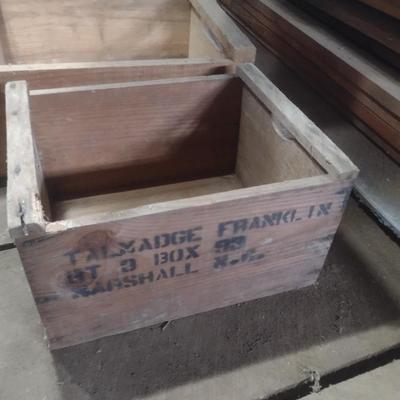 TALMADGE FRANKLIN
RT 3 BOX 99
MARSHALL N.C.